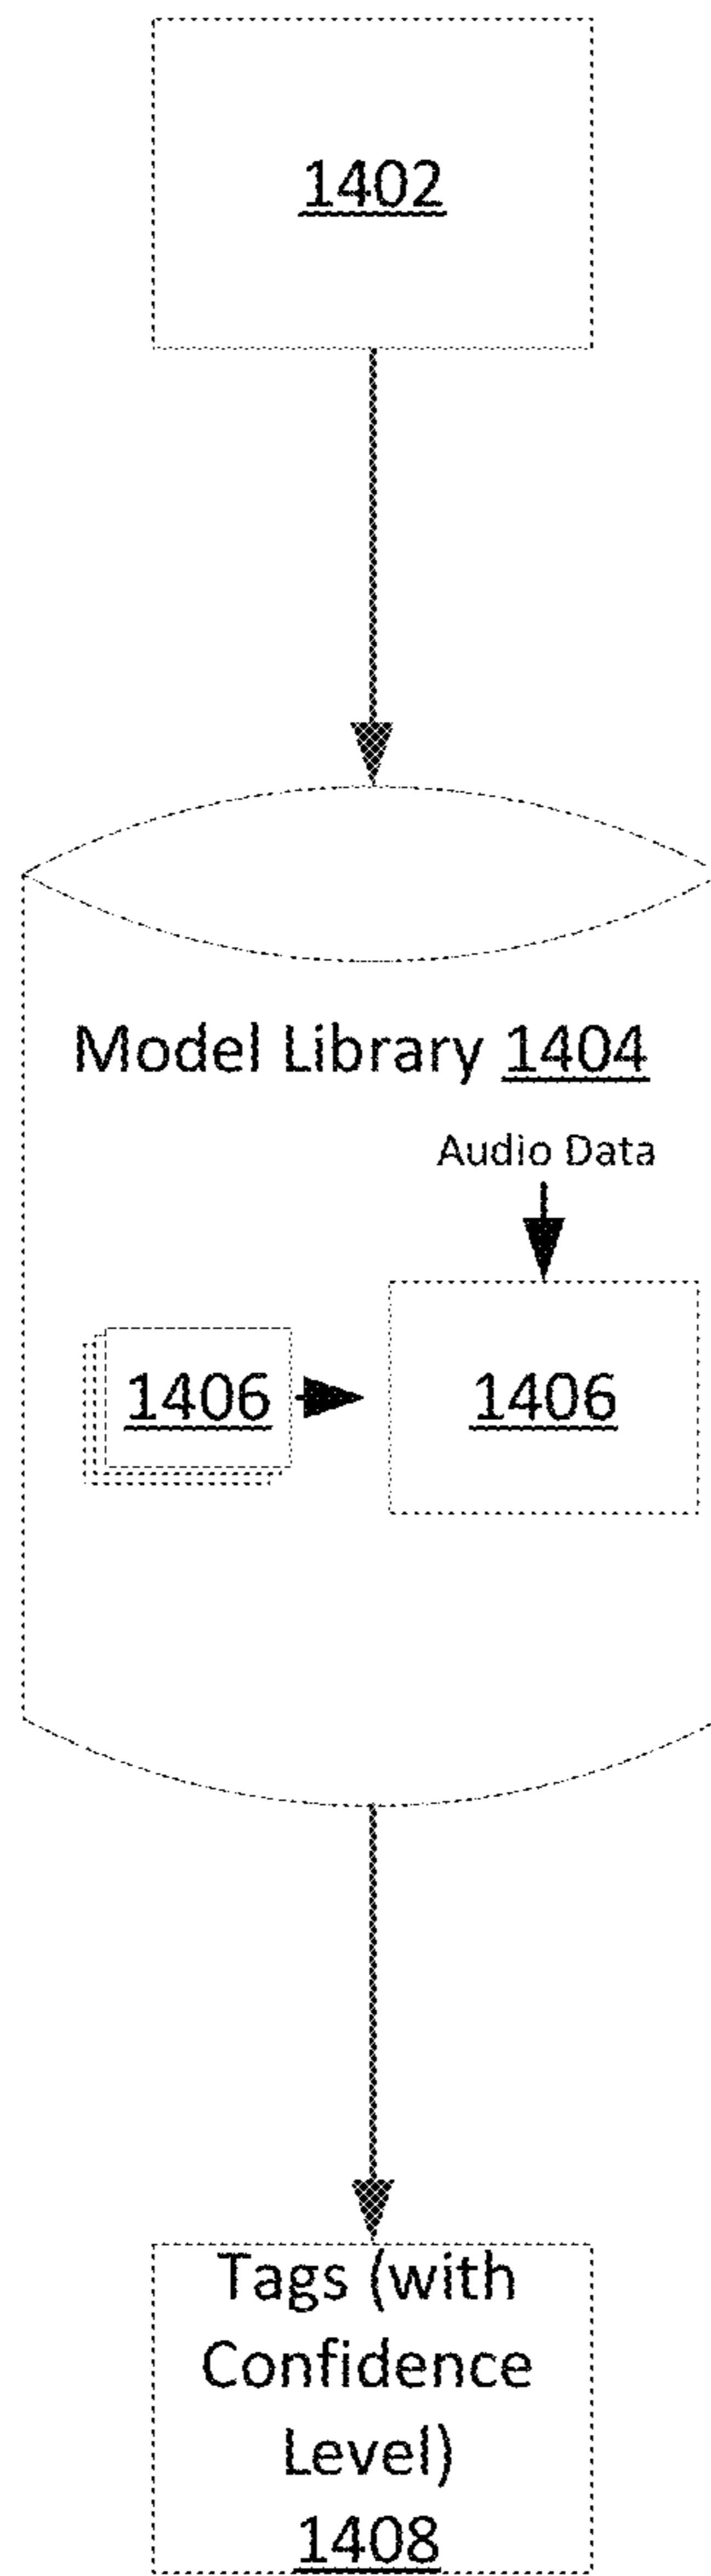 1402
Model Library 1404
Audio Data
1406
1406
Tags (with
Confidence
Level)
1408